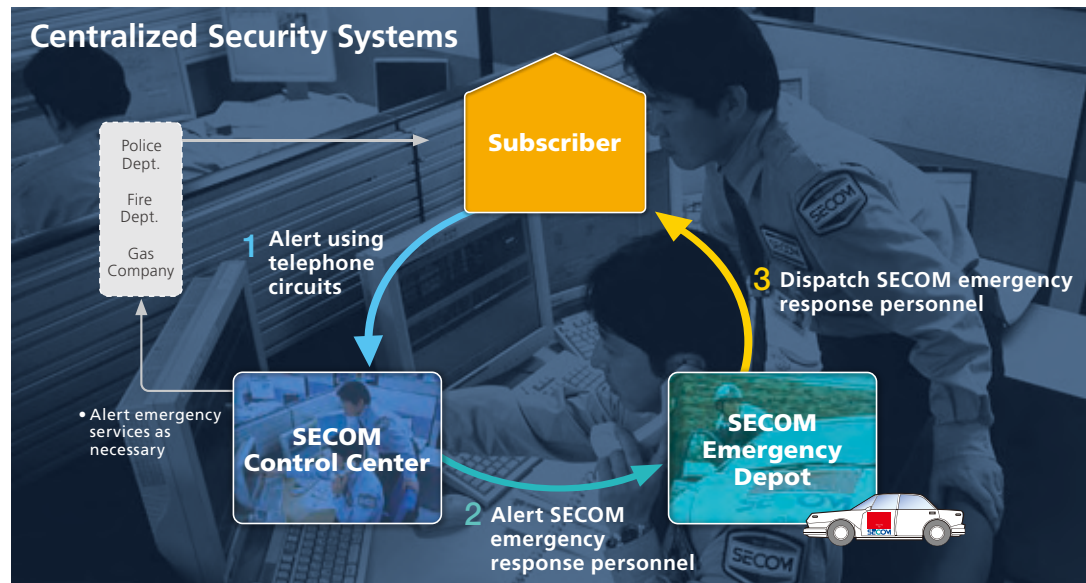 Centralized Security Systems
Subscriber
Police
Dept.
Fire
Dept.
Gas
Company
1 Alert using
telephone
circuits
3 Dispatch SECOM emergency
response personnel
• Alert emergency
services as
necessary
SECOM
Control Center
SECOM
Emergency
Depot
2 Alert SECOM
emergency
response personnel
SECOM
SECOM
SECOM
SECOM